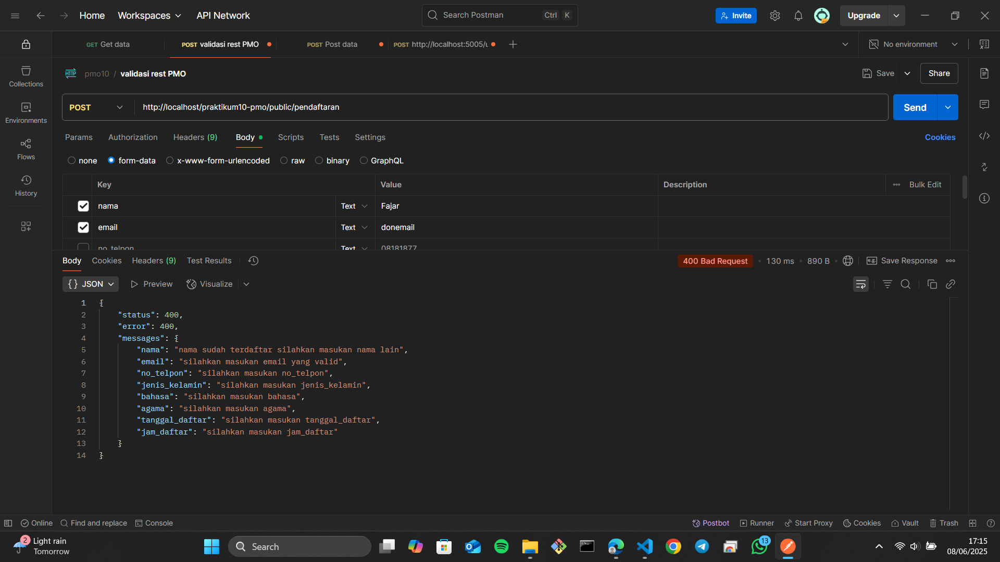 Home Workspaces API Network
Search Postman Ctrl K
Invite Upgrade
GET Get data
POST validasi rest PMO
POST Post data
POST http://localhost:5005/u
No environment
HTTP pmo10 / validasi rest PMO
Save Share
POST http://localhost/praktikum10-pmo/public/pendaftaran Send
Params Authorization Headers (9) Body Scripts Tests Settings Cookies
none form-data x-www-form-urlencoded raw binary GraphQL
Collections
Environments
Flows
History
Key Value Description Bulk Edit
nama Text Fajar
email Text donemail
no_telpon Text 08181877
Body Cookies Headers (9) Test Results 400 Bad Request 130 ms 890 B e.g. Save Response
{} JSON Preview Visualize
1 {
2 "status": 400,
3 "error": 400,
4 "messages": {
5 "nama": "nama sudah terdaftar silahkan masukan nama lain",
6 "email": "silahkan masukan email yang valid",
7 "no_telpon": "silahkan masukan no_telpon",
8 "jenis_kelamin": "silahkan masukan jenis_kelamin",
9 "bahasa": "silahkan masukan bahasa",
10 "agama": "silahkan masukan agama",
11 "tanggal_daftar": "silahkan masukan tanggal_daftar",
12 "jam_daftar": "silahkan masukan jam_daftar"
13 }
14 }
Online Find and replace Console Postbot Runner Start Proxy Cookies Vault Trash
2 Light rain
Tomorrow
Search
13
17:15
08/06/2025